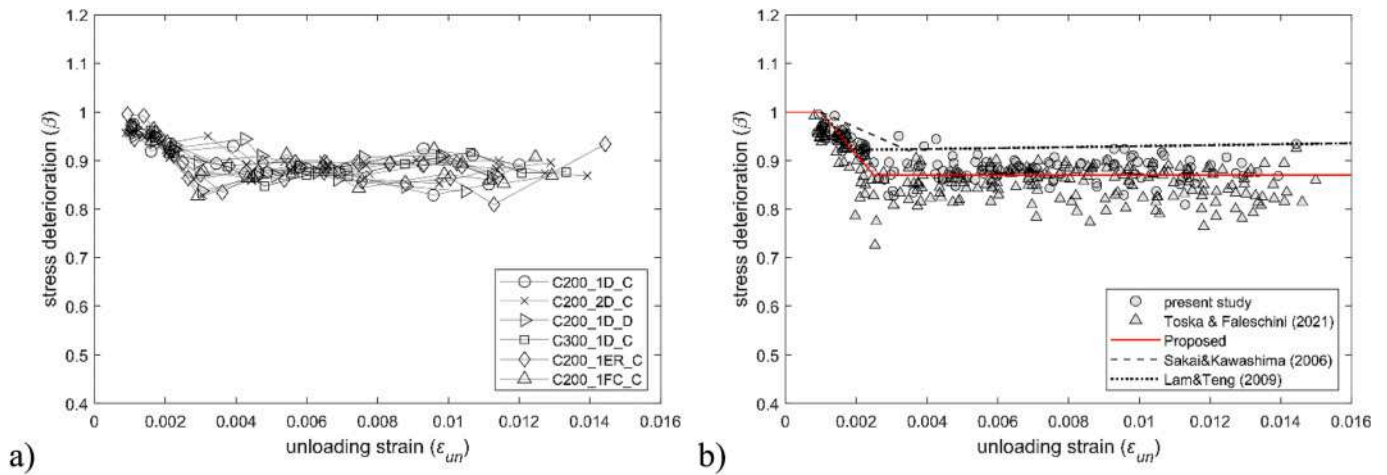 1.2
1.1
1
0.9
0.8
0.7
0.6
0.5
0.4
stress deterioration (β)
0 0.002 0.004 0.006 0.008 0.01 0.012 0.014 0.016
unloading strain (ε_un)
C200_1D_C
C200_2D_C
C200_1D_D
C300_1D_C
C200_1ER_C
C200_1FC_C
a)
1.2
1.1
1
0.9
0.8
0.7
0.6
0.5
0.4
stress deterioration (β)
0 0.002 0.004 0.006 0.008 0.01 0.012 0.014 0.016
unloading strain (ε_un)
present study
Toska & Faleschini (2021)
Proposed
Sakai&Kawashima (2006)
Lam&Teng (2009)
b)